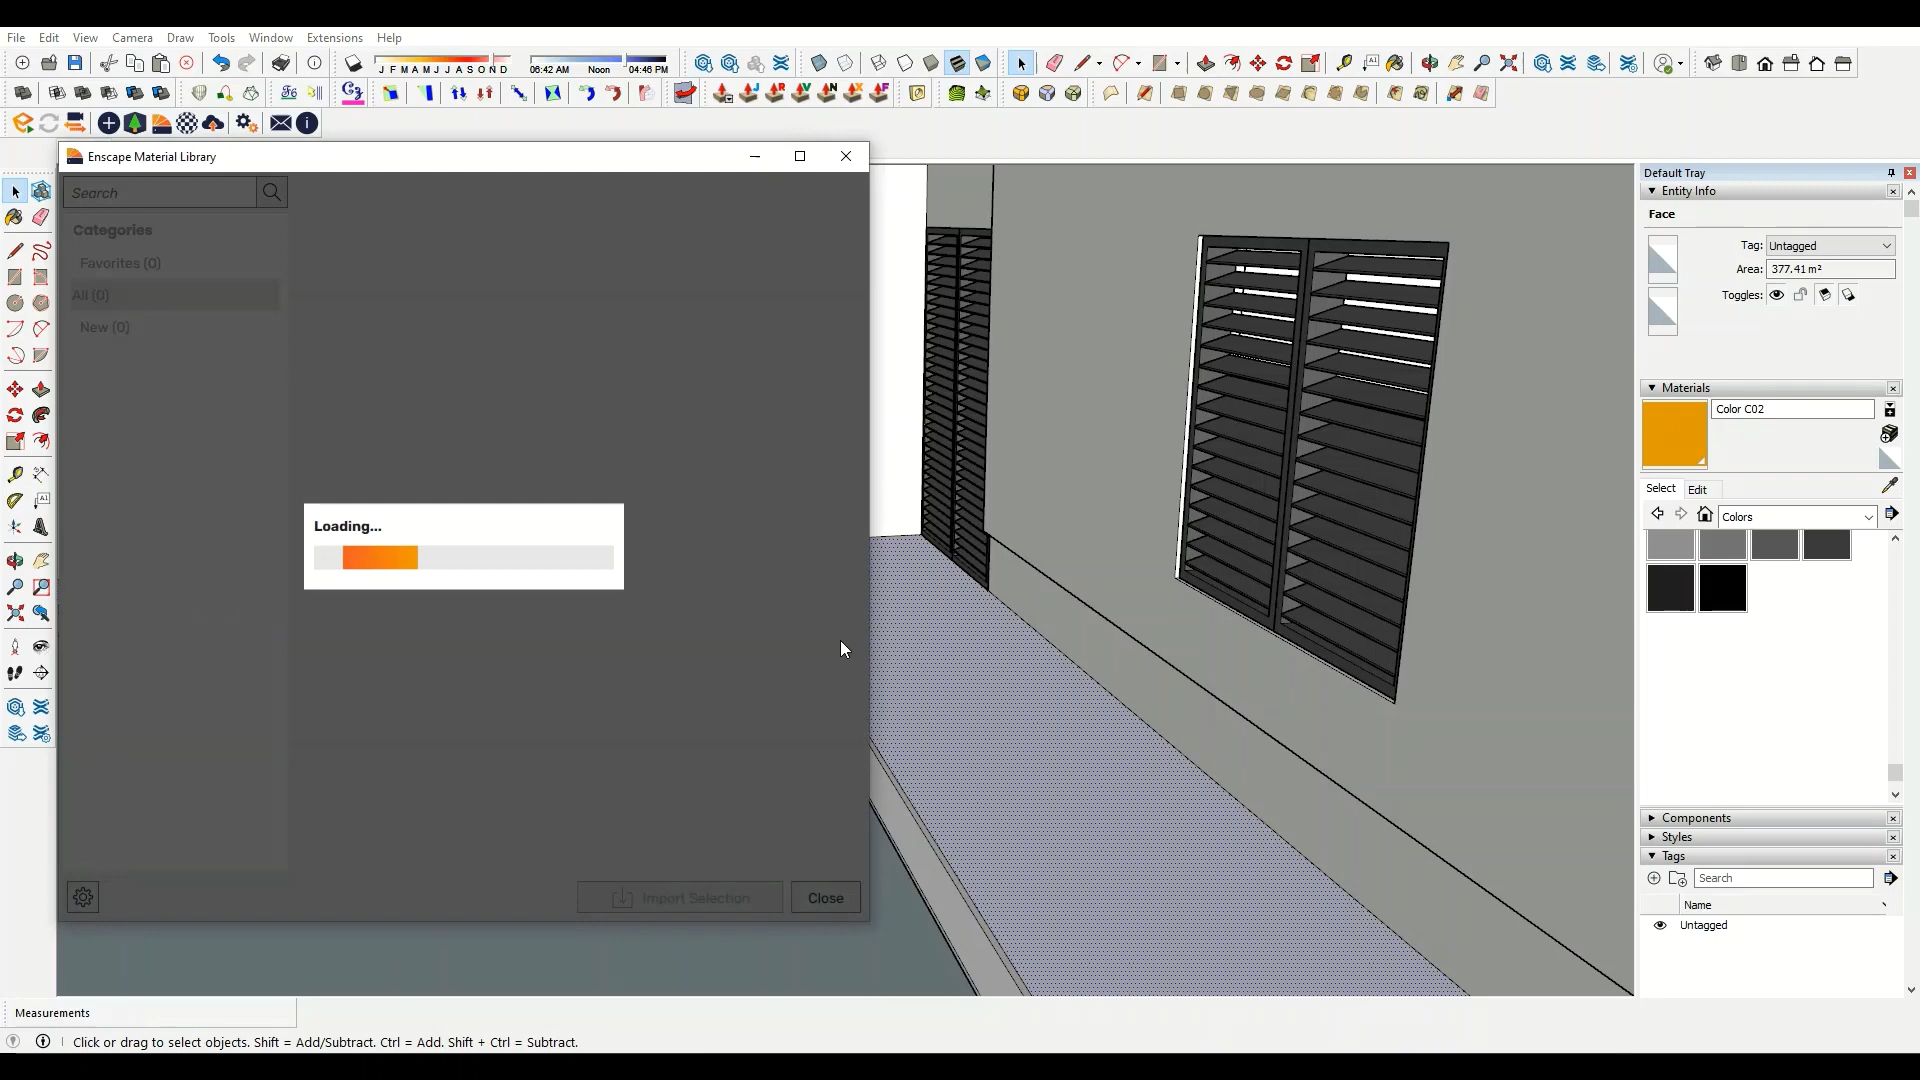 File Edit View Camera Draw Tools Window Extensions Help
J F M A M J J A S O N D
06:42 AM Noon 04:46 PM
Enscape Material Library
Search
Categories
Favorites (0)
All (0)
New (0)
Loading...
Import Selection
Close
Default Tray
Entity Info
Face
Tag: Untagged
Area: 377.41 m²
Toggles:
Materials
Color C02
Select Edit
Colors
Components
Styles
Tags
Search
Name
Untagged
Measurements
Click or drag to select objects. Shift = Add/Subtract. Ctrl = Add. Shift + Ctrl = Subtract.